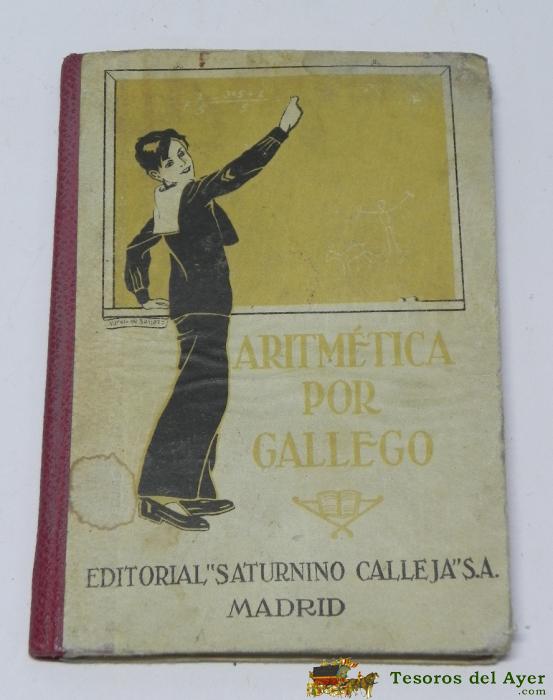 ARITMÉTICA
POR
GALLEGO
EDITORIAL "SATURNINO CALLEJA" S.A.
MADRID
Tesoros del Ayer
.com